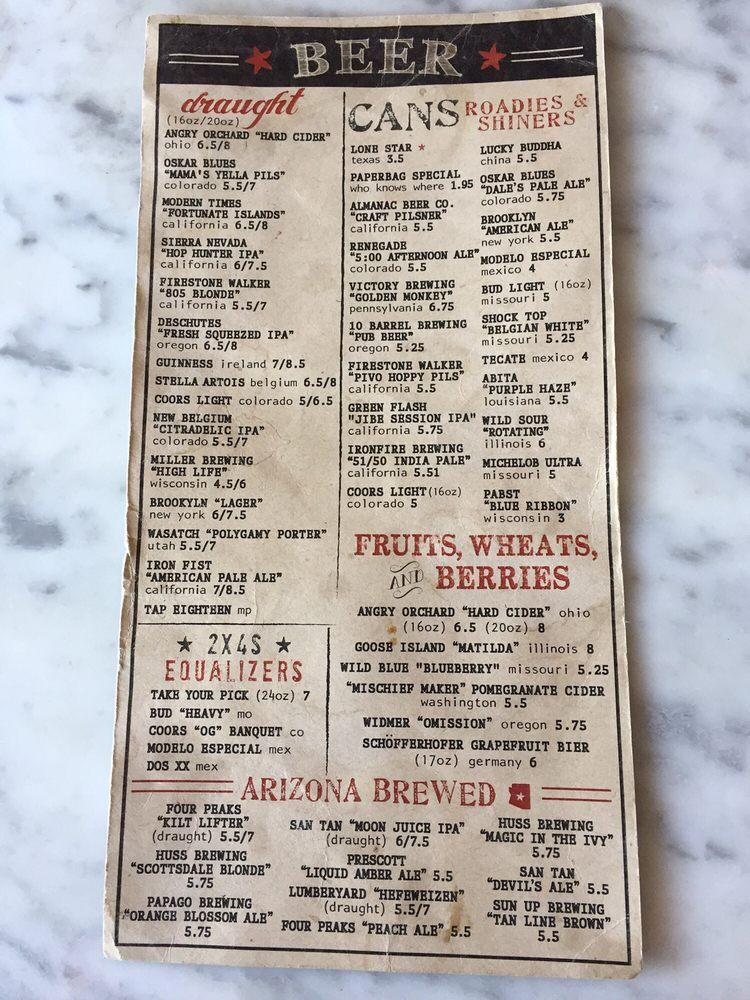 BEER
draught
(16oz/20oz)
ANGRY ORCHARD "HARD CIDER"
ohio 6.5/8
OSKAR BLUES
"MAMA'S YELLA PILS"
colorado 5.5/7
MODERN TIMES
"FORTUNATE ISLANDS"
california 6.5/8
SIERRA NEVADA
"HOP HUNTER IPA"
california 6/7.5
FIRESTONE WALKER
"805 BLONDE"
california 5.5/7
DESCHUTES
"FRESH SQUEEZED IPA"
oregon 6.5/8
GUINNESS ireland 7/8.5
STELLA ARTOIS belgium 6.5/8
COORS LIGHT colorado 5/6.5
NEW BELGIUM
"CITRADELIC IPA"
colorado 5.5/7
MILLER BREWING
"HIGH LIFE"
wisconsin 4.5/6
BROOKYLN "LAGER"
new york 6/7.5
WASATCH "POLYGAMY PORTER"
utah 5.5/7
IRON FIST
"AMERICAN PALE ALE"
california 7/8.5
TAP EIGHTEEN mp
CANS ROADIES &
SHINERS
LONE STAR ★
texas 3.5
PAPERBAG SPECIAL
who knows where 1.95
ALMANAC BEER CO.
"CRAFT PILSNER"
california 5.5
RENEGADE
"5:00 AFTERNOON ALE"
colorado 5.5
VICTORY BREWING
"GOLDEN MONKEY"
pennsylvania 6.75
10 BARREL BREWING
"PUB BEER"
oregon 5.25
FIRESTONE WALKER
"PIVO HOPPY PILS"
california 5.5
GREEN FLASH
"JIBE SESSION IPA"
california 5.75
IRONFIRE BREWING
"51/50 INDIA PALE"
california 5.51
COORS LIGHT (16oz)
colorado 5
LUCKY BUDDHA
china 5.5
OSKAR BLUES
"DALE'S PALE ALE"
colorado 5.75
BROOKLYN
"AMERICAN ALE"
new york 5.5
MODELO ESPECIAL
mexico 4
BUD LIGHT (16oz)
missouri 5
SHOCK TOP
"BELGIAN WHITE"
missouri 5.25
TECATE mexico 4
ABITA
"PURPLE HAZE"
louisiana 5.5
WILD SOUR
"ROTATING"
illinois 6
MICHELOB ULTRA
missouri 5
PABST
"BLUE RIBBON"
wisconsin 3
FRUITS, WHEATS,
AND BERRIES
ANGRY ORCHARD "HARD CIDER" ohio
(16oz) 6.5 (20oz) 8
GOOSE ISLAND "MATILDA" illinois 8
WILD BLUE "BLUEBERRY" missouri 5.25
"MISCHIEF MAKER" POMEGRANATE CIDER
washington 5.5
WIDMER "OMISSION" oregon 5.75
SCHÖFFERHOFER GRAPEFRUIT BIER
(17oz) germany 6
★ 2X4S ★
EQUALIZERS
TAKE YOUR PICK (24oz) 7
BUD "HEAVY" mo
COORS "OG" BANQUET co
MODELO ESPECIAL mex
DOS XX mex
ARIZONA BREWED
FOUR PEAKS
"KILT LIFTER"
(draught) 5.5/7
HUSS BREWING
"SCOTTSDALE BLONDE"
5.75
PAPAGO BREWING
"ORANGE BLOSSOM ALE"
5.75
SAN TAN "MOON JUICE IPA"
(draught) 6/7.5
PRESCOTT
"LIQUID AMBER ALE" 5.5
LUMBERYARD "HEFEWEIZEN"
(draught) 5.5/7
FOUR PEAKS "PEACH ALE" 5.5
HUSS BREWING
"MAGIC IN THE IVY"
5.75
SAN TAN
"DEVIL'S ALE" 5.5
SUN UP BREWING
"TAN LINE BROWN"
5.5